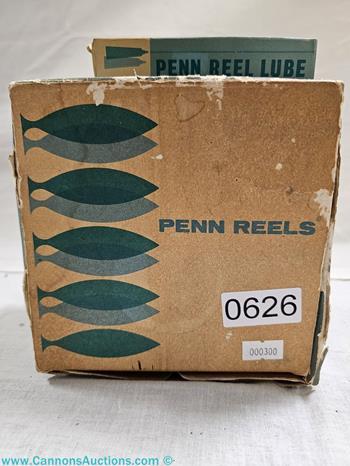 PENN REEL LUBE
PENN REELS
0626
000300
www.CannonsAuctions.com ©